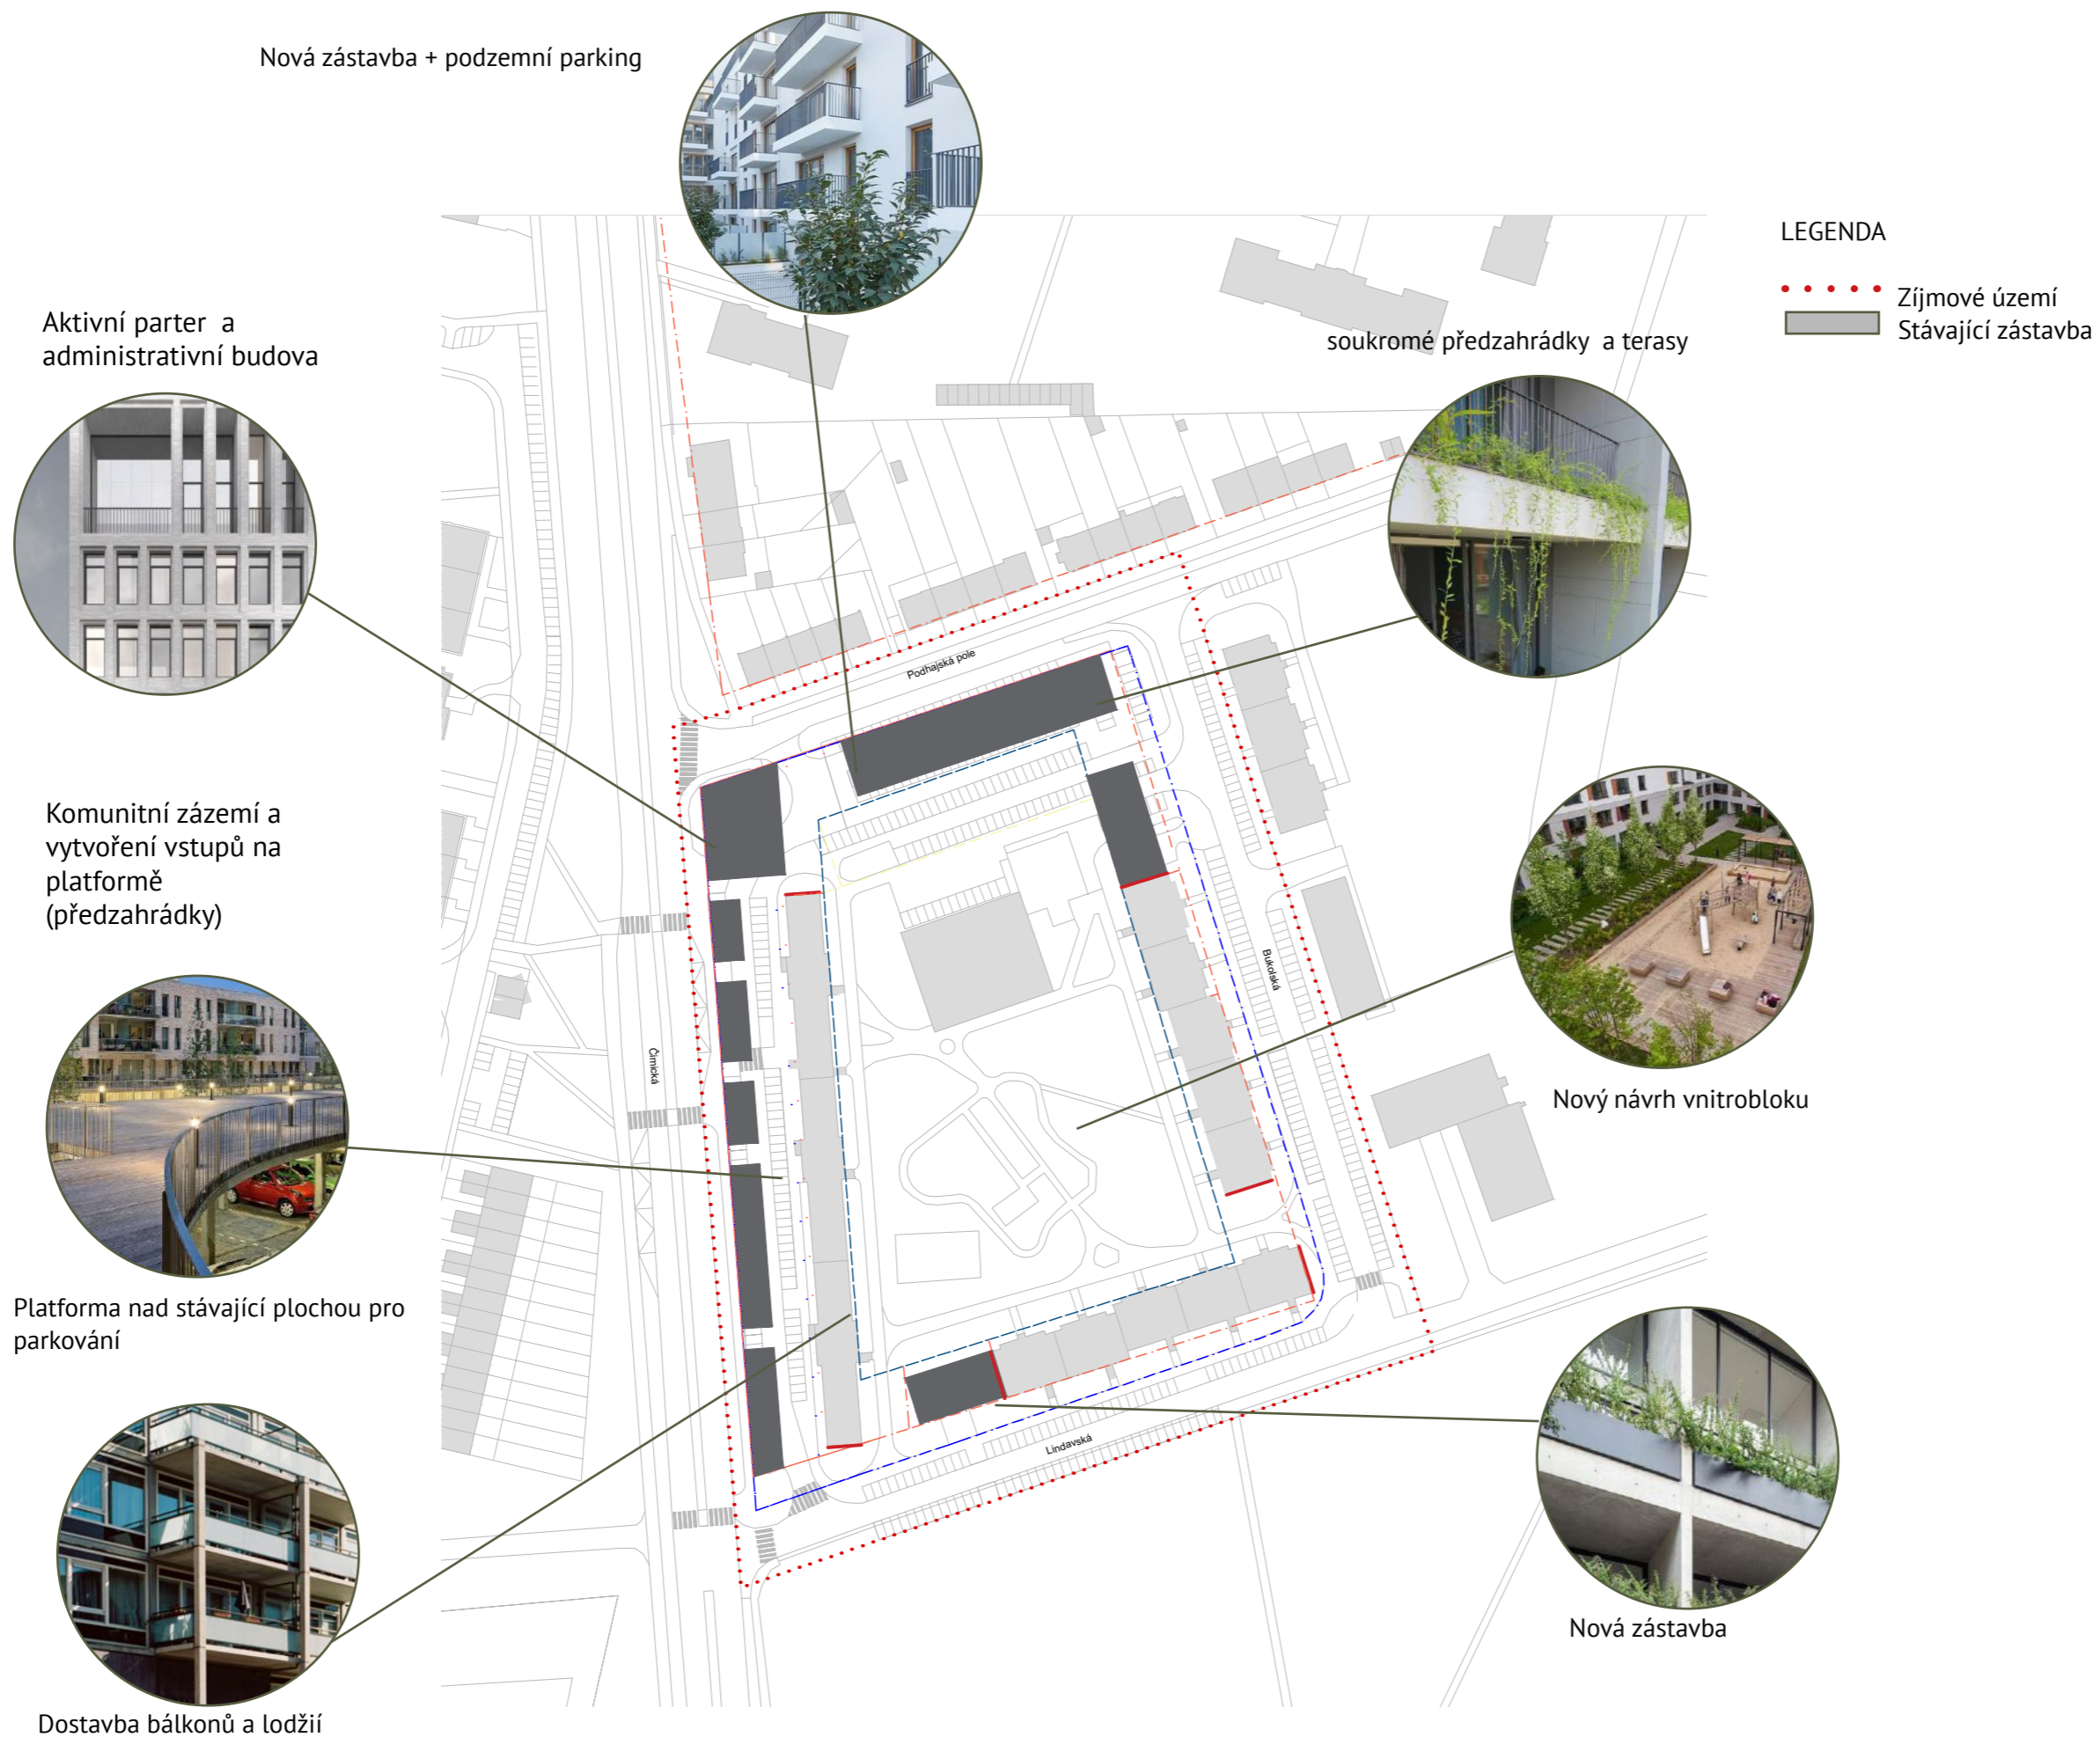 Nová zástavba + podzemní parking
LEGENDA
Zíjmové území
Stávající zástavba
Aktivní parter a
administrativní budova
soukromé předzahrádky a terasy
Podhajská pole
Komunitní zázemí a
vytvoření vstupů na
platformě
(předzahrádky)
Bukolská
Čimická
Nový návrh vnitrobloku
Platforma nad stávající plochou pro
parkování
Lindavská
Nová zástavba
Dostavba bálkonů a lodžií